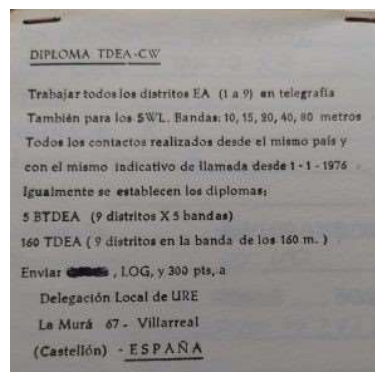 DIPLOMA TDEA-CW
Trabajar todos los distritos EA (1 a 9) en telegrafía
También para los SWL. Bandas: 10, 15, 20, 40, 80 metros
Todos los contactos realizados desde el mismo país y
con el mismo indicativo de llamada desde 1-1-1976
Igualmente se establecen los diplomas;
5 BTDEA (9 distritos X 5 bandas)
160 TDEA ( 9 distritos en la banda de los 160 m. )
Enviar , LOG, y 300 pts, a
Delegación Local de URE
La Murá 67- Villarreal
(Castellón) - ESPAÑA